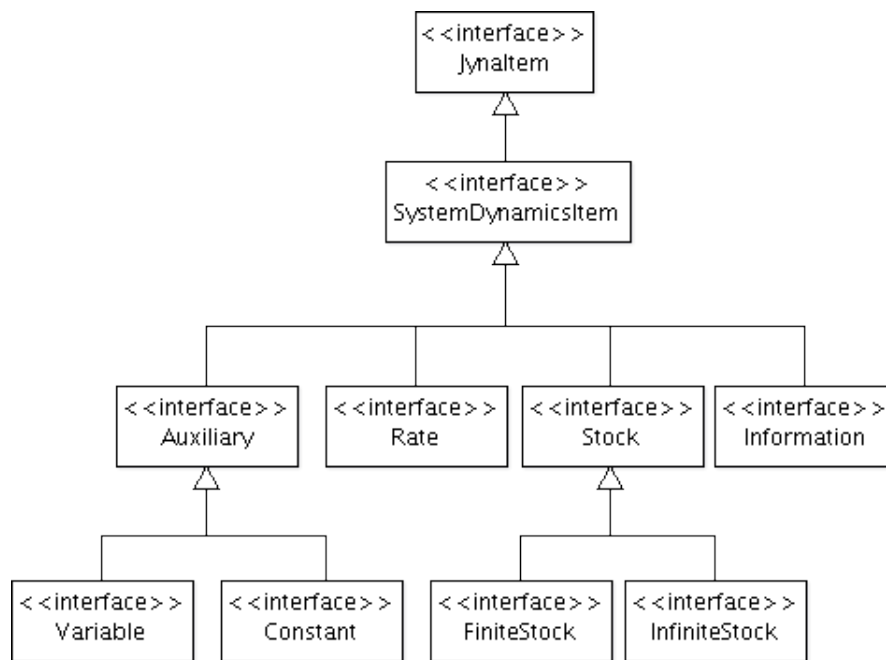 < <interface> >
JynaItem
< <interface> >
SystemDynamicsItem
< <interface> >
Auxiliary
< <interface> >
Rate
< <interface> >
Stock
< <interface> >
Information
< <interface> >
Variable
< <interface> >
Constant
< <interface> >
FiniteStock
< <interface> >
InfiniteStock